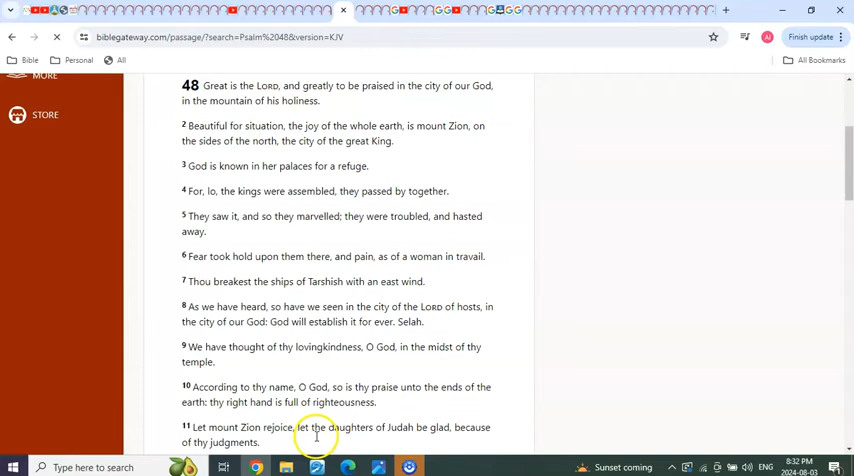 biblegateway.com/passage/?search=Psalm%2048&version=KJV
Finish update
Bible
Personal
All
All Bookmarks
MORE
STORE
48 Great is the LORD, and greatly to be praised in the city of our God,
in the mountain of his holiness.
2 Beautiful for situation, the joy of the whole earth, is mount Zion, on
the sides of the north, the city of the great King.
3 God is known in her palaces for a refuge.
4 For, lo, the kings were assembled, they passed by together.
5 They saw it, and so they marvelled; they were troubled, and hasted
away.
6 Fear took hold upon them there, and pain, as of a woman in travail.
7 Thou breakest the ships of Tarshish with an east wind.
8 As we have heard, so have we seen in the city of the LORD of hosts, in
the city of our God: God will establish it for ever. Selah.
9 We have thought of thy lovingkindness, O God, in the midst of thy
temple.
10 According to thy name, O God, so is thy praise unto the ends of the
earth: thy right hand is full of righteousness.
11 Let mount Zion rejoice, let the daughters of Judah be glad, because
of thy judgments.
Type here to search
Sunset coming
ENG
8:32 PM
2024-08-03